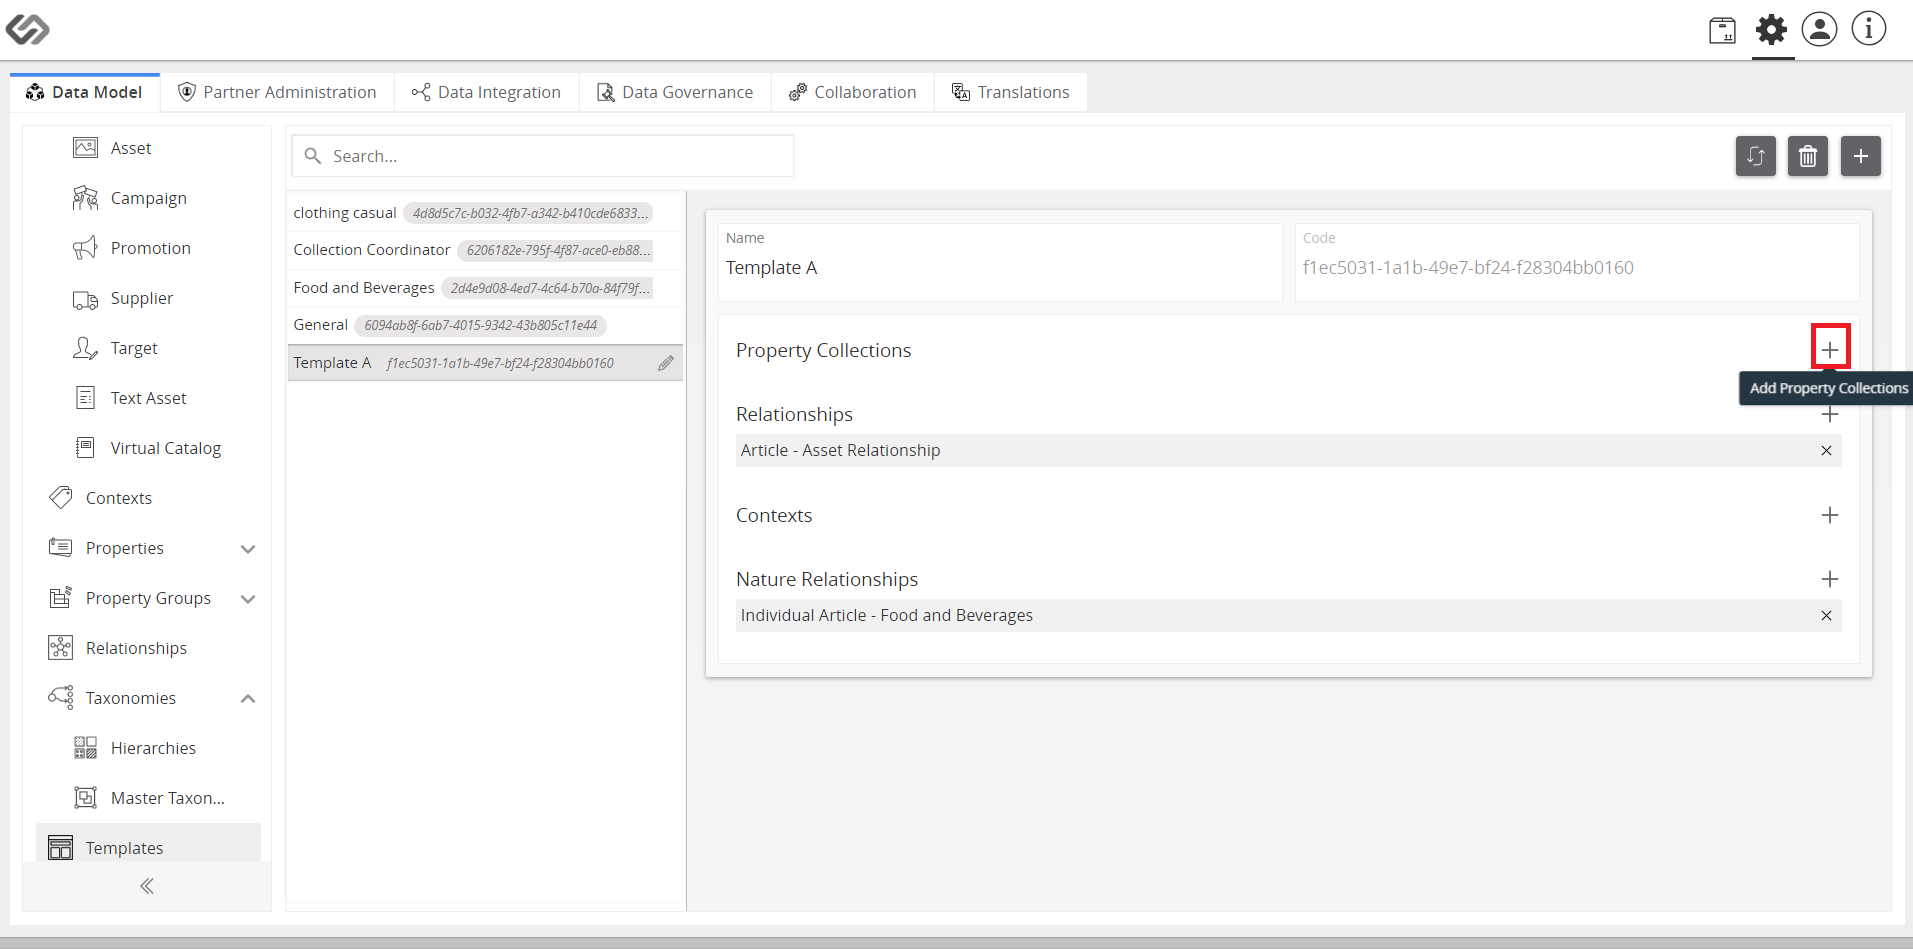 Data Model
Partner Administration
Data Integration
Data Governance
Collaboration
Translations
Asset
Campaign
Promotion
Supplier
Target
Text Asset
Virtual Catalog
Contexts
Properties
Property Groups
Relationships
Taxonomies
Hierarchies
Master Taxon...
Templates
Search...
clothing casual 4d8d5c7c-b032-4fb7-a342-b410cde6833...
Collection Coordinator 6206182e-795f-4f87-ace0-eb88...
Food and Beverages 2d4e9d08-4ed7-4c64-b70a-84f79f...
General 6094ab8f-6ab7-4015-9342-43b805c11e44
Template A f1ec5031-1a1b-49e7-bf24-f28304bb0160
Name
Template A
Code
f1ec5031-1a1b-49e7-bf24-f28304bb0160
Property Collections
Add Property Collections
Relationships
Article - Asset Relationship
Contexts
Nature Relationships
Individual Article - Food and Beverages